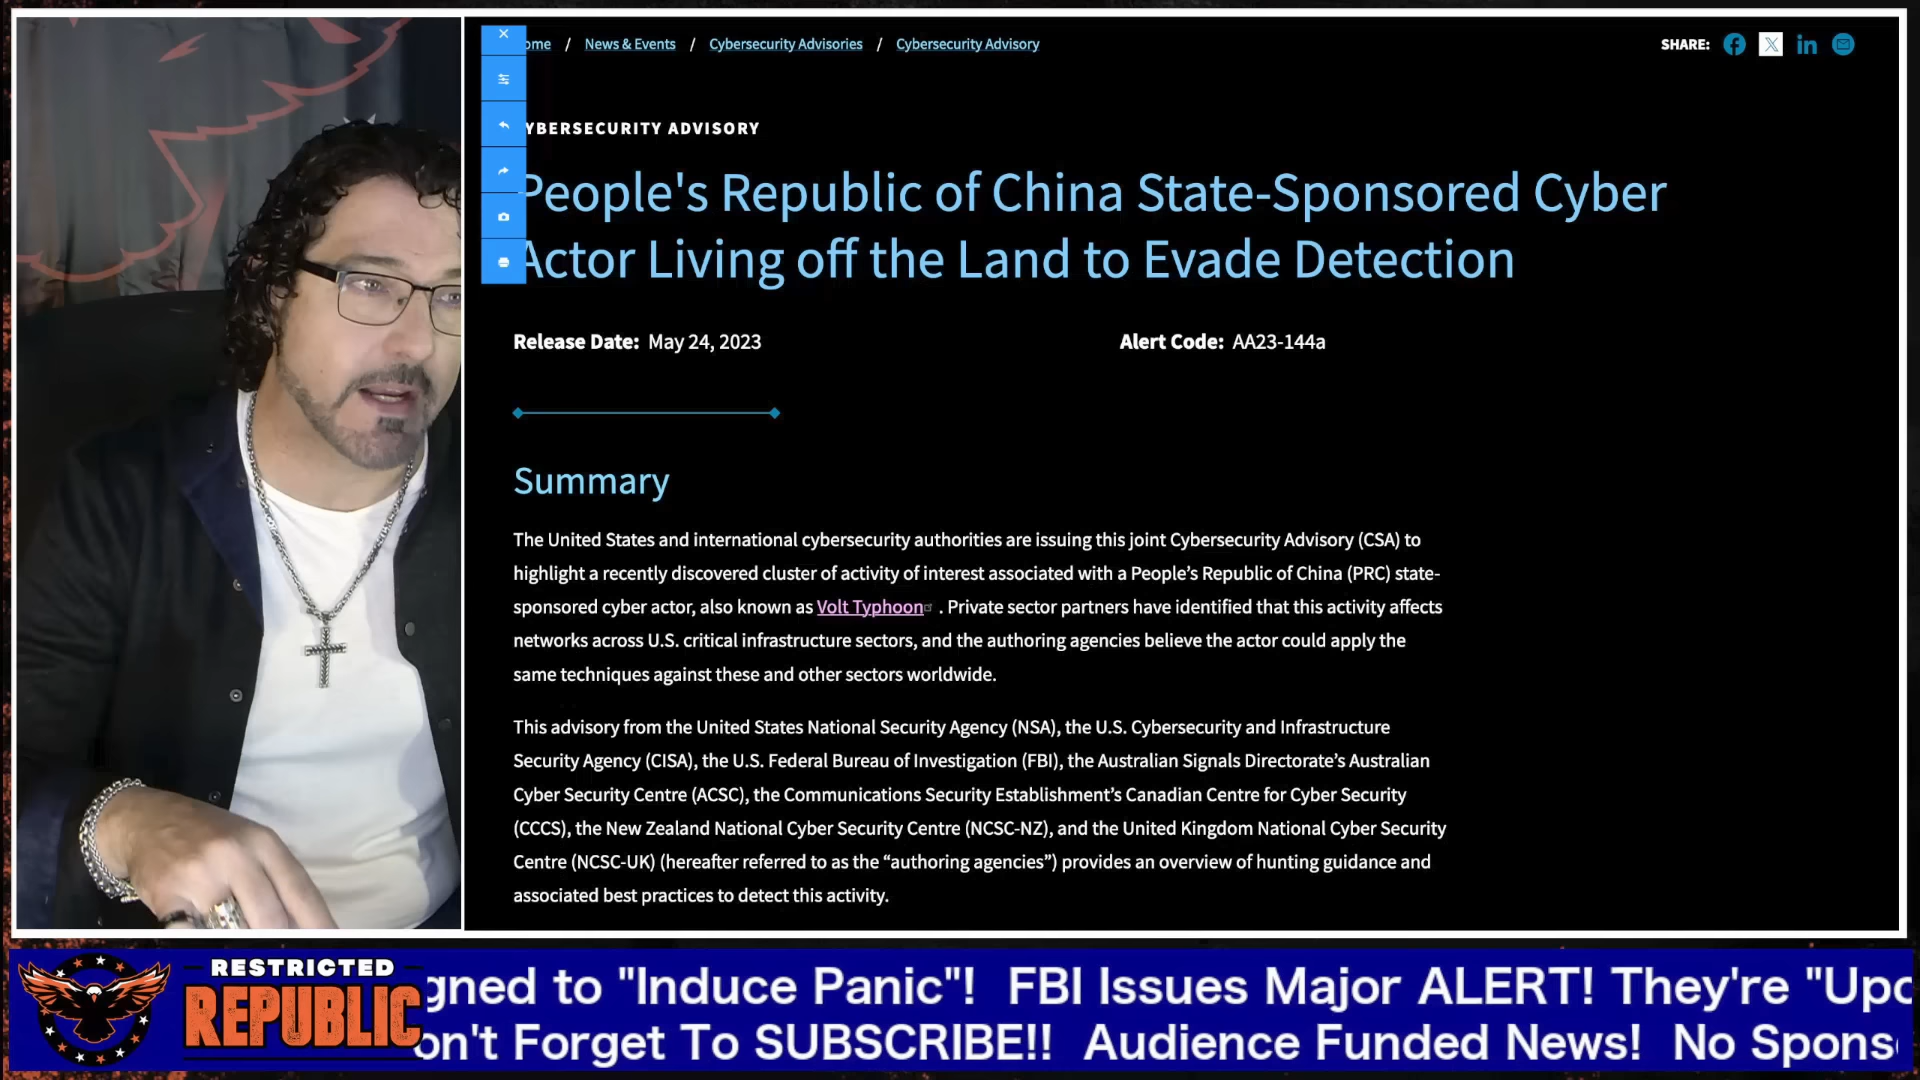 ome / News & Events / Cybersecurity Advisories / Cybersecurity Advisory
SHARE: X in
YBERSECURITY ADVISORY
People's Republic of China State-Sponsored Cyber
Actor Living off the Land to Evade Detection
Release Date: May 24, 2023
Alert Code: AA23-144a
Summary
The United States and international cybersecurity authorities are issuing this joint Cybersecurity Advisory (CSA) to
highlight a recently discovered cluster of activity of interest associated with a People’s Republic of China (PRC) state-
sponsored cyber actor, also known as Volt Typhoon . Private sector partners have identified that this activity affects
networks across U.S. critical infrastructure sectors, and the authoring agencies believe the actor could apply the
same techniques against these and other sectors worldwide.
This advisory from the United States National Security Agency (NSA), the U.S. Cybersecurity and Infrastructure
Security Agency (CISA), the U.S. Federal Bureau of Investigation (FBI), the Australian Signals Directorate’s Australian
Cyber Security Centre (ACSC), the Communications Security Establishment’s Canadian Centre for Cyber Security
(CCCS), the New Zealand National Cyber Security Centre (NCSC-NZ), and the United Kingdom National Cyber Security
Centre (NCSC-UK) (hereafter referred to as the “authoring agencies”) provides an overview of hunting guidance and
associated best practices to detect this activity.
RESTRICTED
REPUBLIC
gned to "Induce Panic"! FBI Issues Major ALERT! They're "Upc
on't Forget To SUBSCRIBE!! Audience Funded News! No Spons